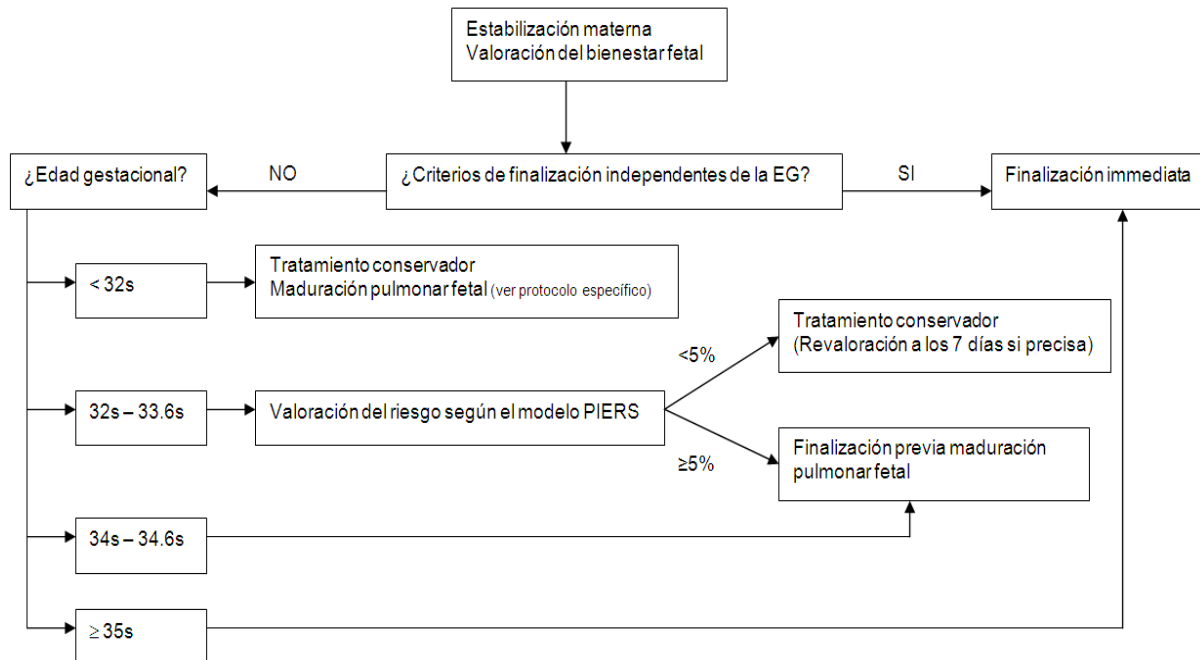 Estabilización materna
Valoración del bienestar fetal
¿Edad gestacional?
NO
¿Criterios de finalización independentes de la EG?
SI
Finalización immediata
< 32s
Tratamiento conservador
Maduración pulmonar fetal (ver protocolo específico)
Tratamiento conservador
(Revaloración a los 7 días si precisa)
<5%
32s – 33.6s
Valoración del riesgo según el modelo PIERS
≥5%
Finalización previa maduración
pulmonar fetal
34s – 34.6s
≥ 35s